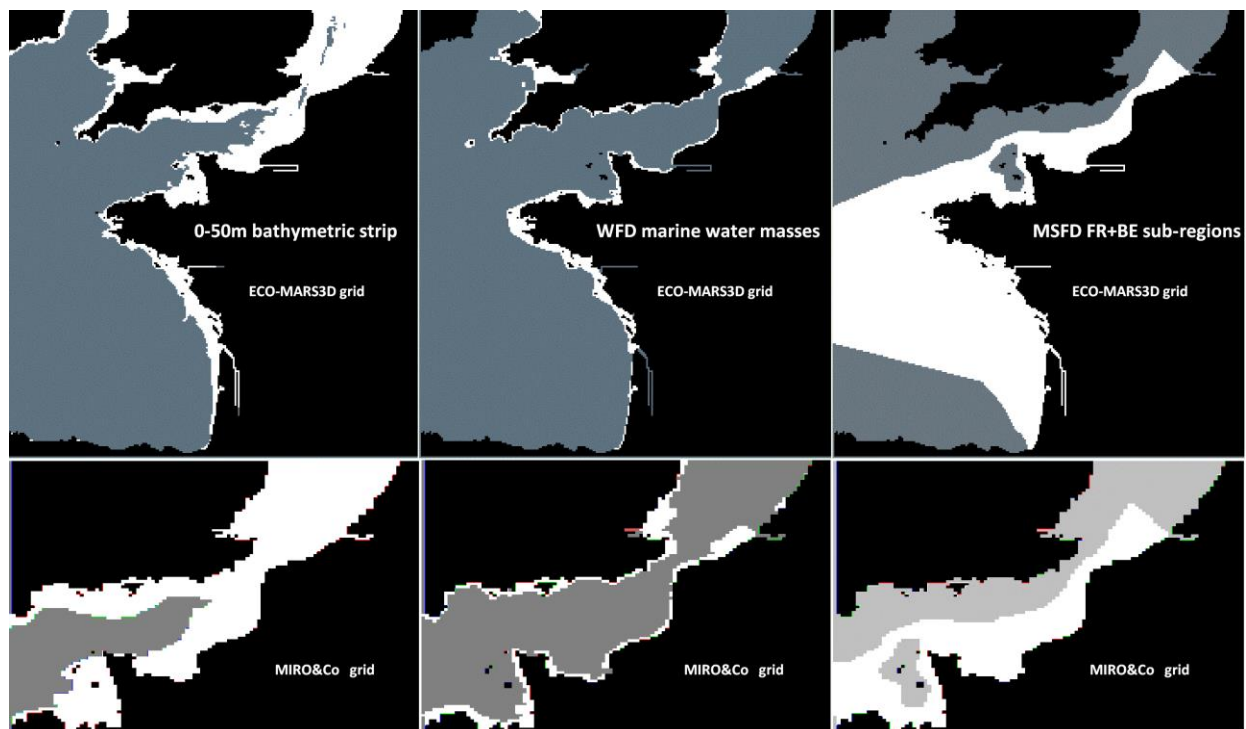 0-50m bathymetric strip
WFD marine water masses
MSFD FR+BE sub-regions
ECO-MARS3D grid
ECO-MARS3D grid
ECO-MARS3D grid
MIRO&Co grid
MIRO&Co grid
MIRO&Co grid